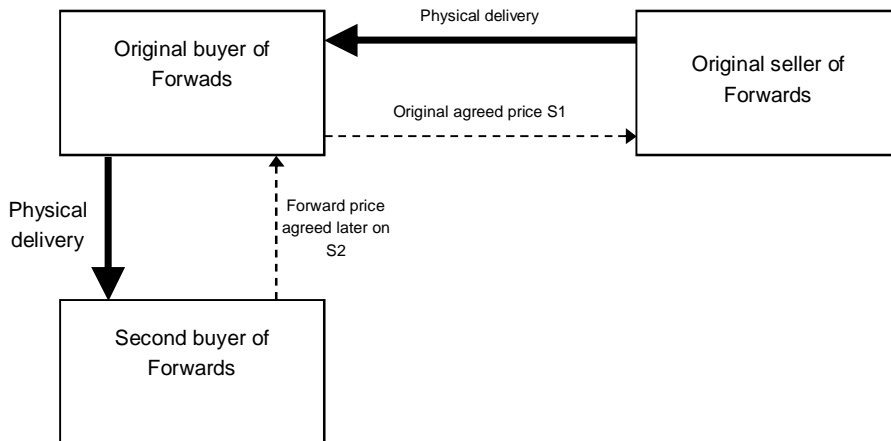 Physical delivery
Original buyer of
Forwads
Original seller of
Forwards
Original agreed price S1
Physical
delivery
Forward price
agreed later on
S2
Second buyer of
Forwards